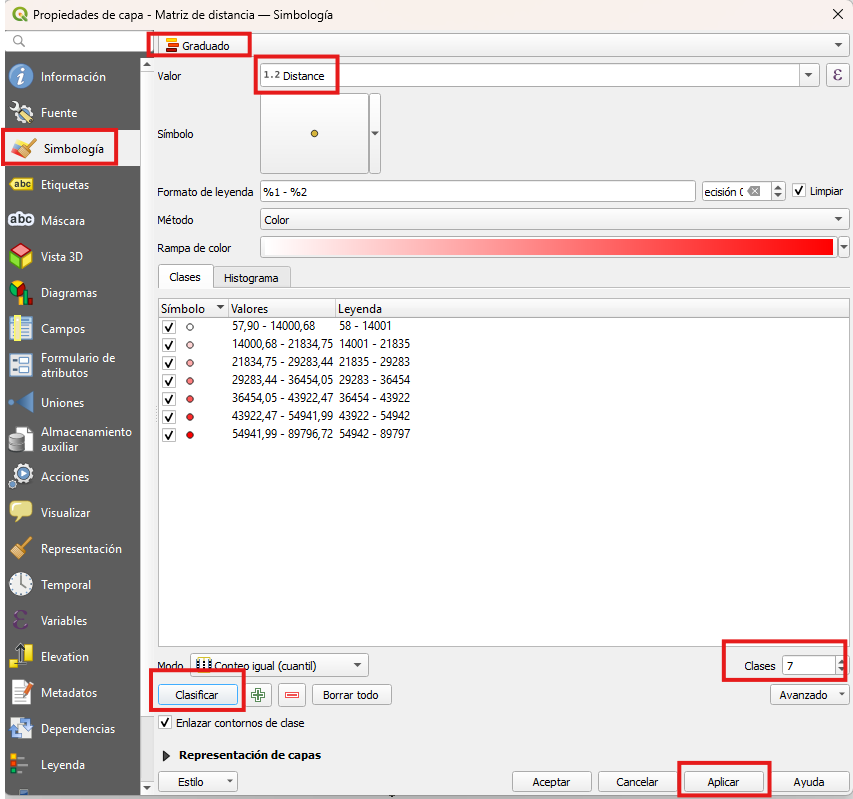 Propiedades de capa - Matriz de distancia — Simbología
Graduado
Información
Valor
1.2 Distance
ε
Fuente
Simbología
Símbolo
abc Etiquetas
Formato de leyenda
%1 - %2
ecisión 0
Limpiar
abc Máscara
Método
Color
Vista 3D
Rampa de color
Diagramas
Clases
Histograma
Campos
Símbolo
Valores
Leyenda
57,90 - 14000,68 58 - 14001
14000,68 - 21834,75 14001 - 21835
21834,75 - 29283,44 21835 - 29283
29283,44 - 36454,05 29283 - 36454
36454,05 - 43922,47 36454 - 43922
43922,47 - 54941,99 43922 - 54942
54941,99 - 89796,72 54942 - 89797
Formulario de
atributos
Uniones
Almacenamiento
auxiliar
Acciones
Visualizar
Representación
Temporal
Variables
Elevation
Metadatos
Dependencias
Leyenda
Modo
Conteo igual (cuantil)
Clases
7
Clasificar
Borrar todo
Avanzado
Enlazar contornos de clase
Representación de capas
Estilo
Aceptar
Cancelar
Aplicar
Ayuda